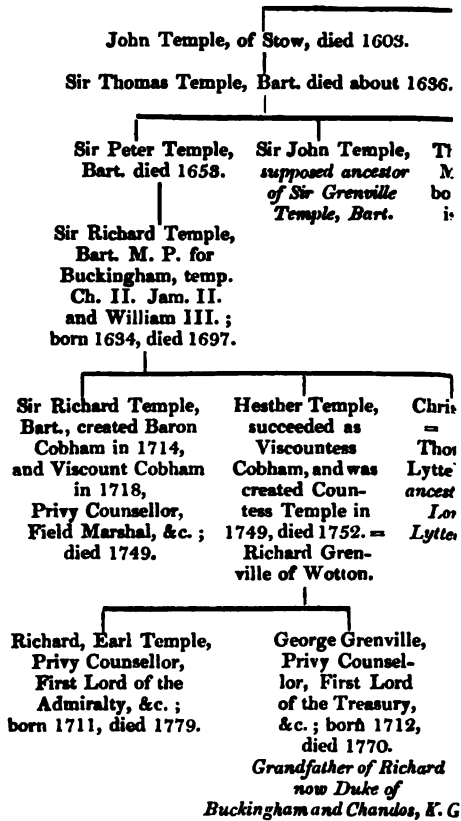 John Temple, of Stow, died 1603.
Sir Thomas Temple, Bart. died about 1636.
Sir Peter Temple,
Bart. died 1653.
Sir John Temple,
supposed ancestor
of Sir Grenville
Temple, Bart.
Sir Richard Temple,
Bart. M. P. for
Buckingham, temp.
Ch. II. Jam. II.
and William III. ;
born 1634, died 1697.
Sir Richard Temple,
Bart., created Baron
Cobham in 1714,
and Viscount Cobham
in 1718,
Privy Counsellor,
Field Marshal, &c. ;
died 1749.
Hesther Temple,
succeeded as
Viscountess
Cobham, and was
created Coun-
tess Temple in
1749, died 1752. =
Richard Gren-
ville of Wotton.
Chris
=
Thom
Lytte
ancest
Lor
Lytte
Richard, Earl Temple,
Privy Counsellor,
First Lord of the
Admiralty, &c. ;
born 1711, died 1779.
George Grenville,
Privy Counsel-
lor, First Lord
of the Treasury,
&c. ; born 1712,
died 1770.
Grandfather of Richard
now Duke of
Buckingham and Chandos, K. G